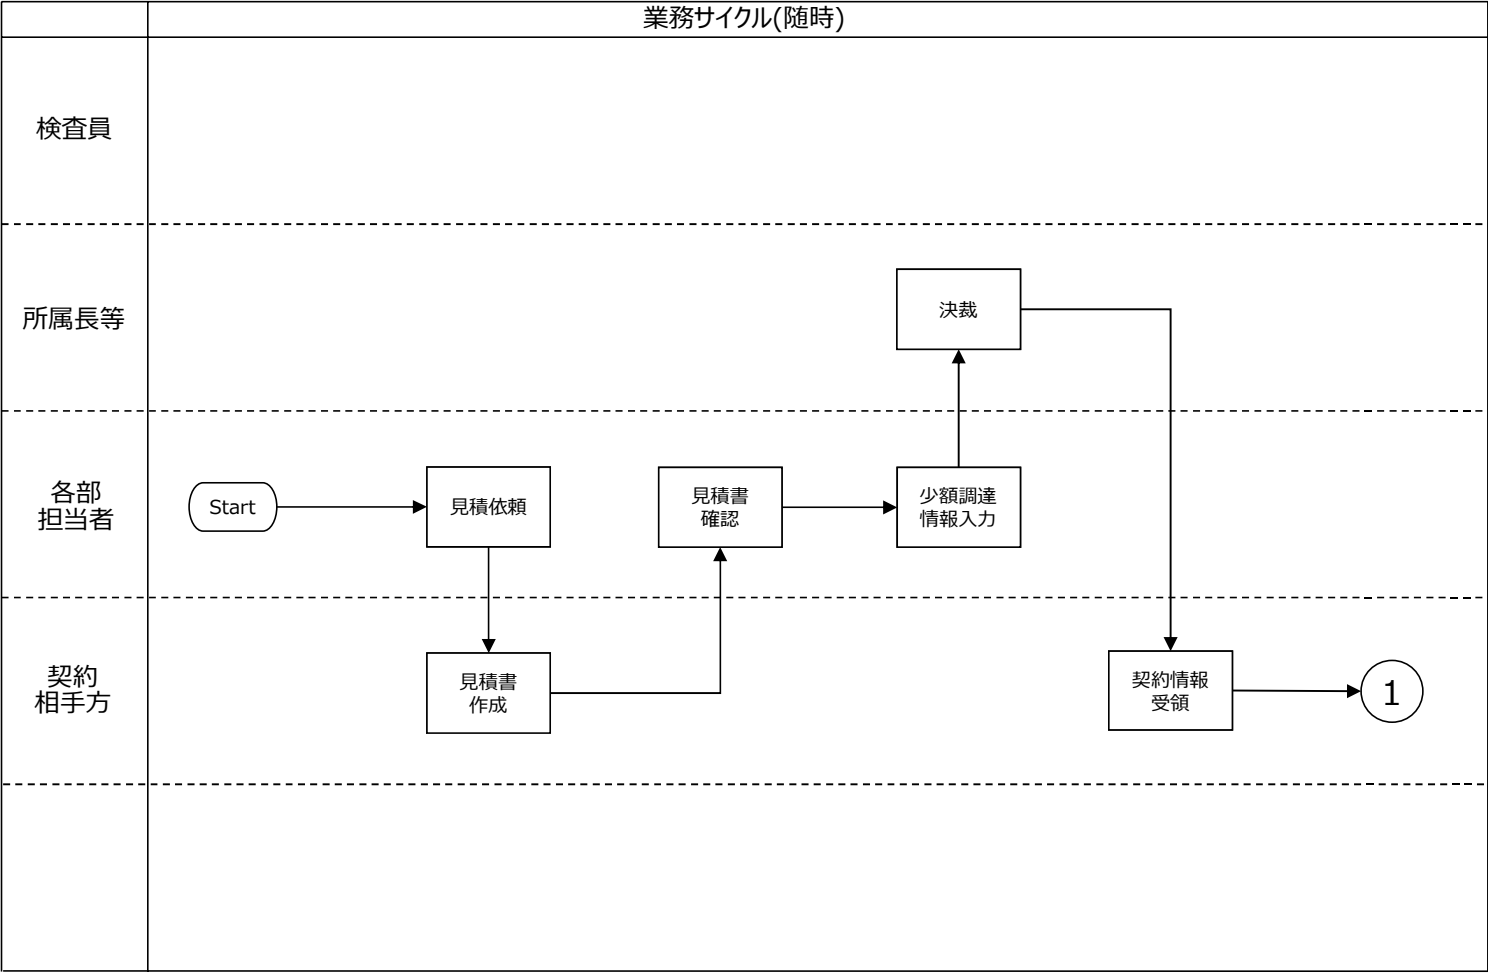 業務サイクル(随時)
検査員
所属長等
決裁
各部
担当者
Start
見積依頼
見積書
確認
少額調達
情報入力
契約
相手方
見積書
作成
契約情報
受領
1